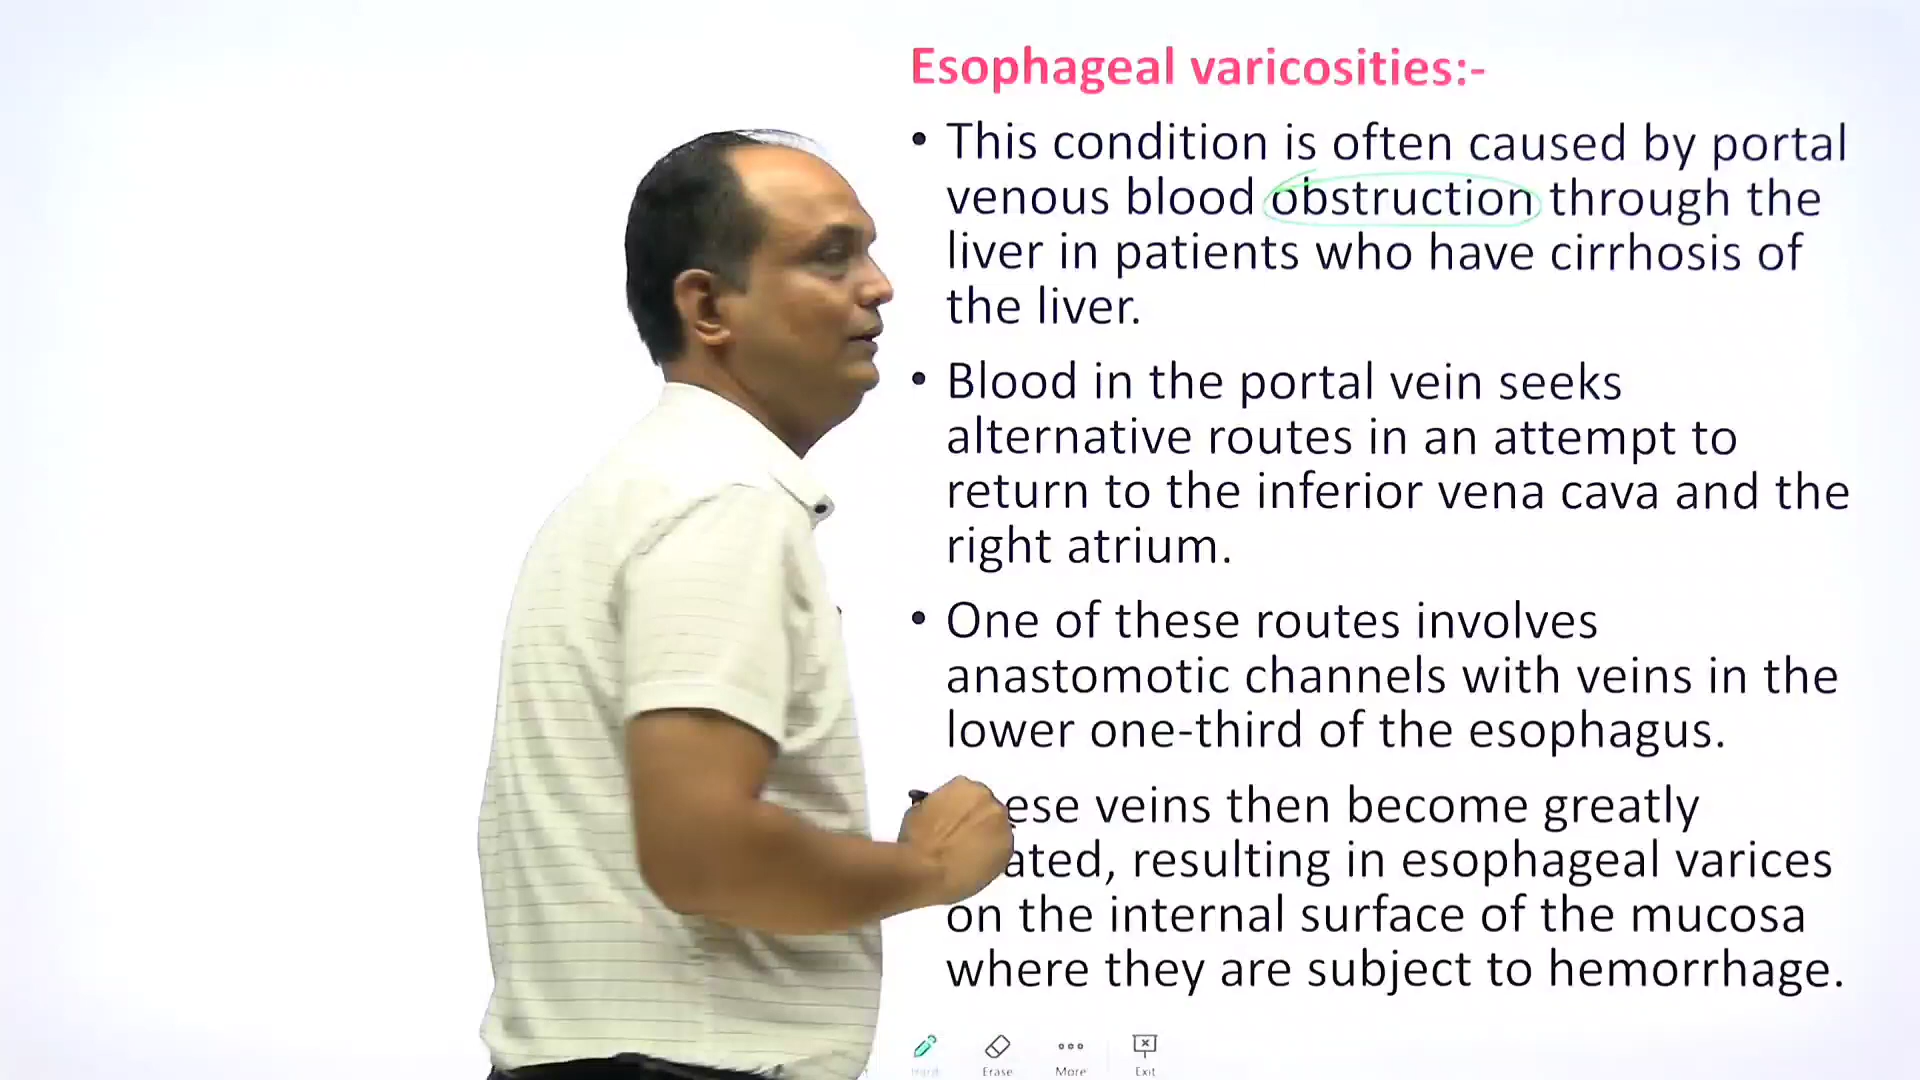 Esophageal varicosities:-
• This condition is often caused by portal
venous blood obstruction through the
liver in patients who have cirrhosis of
the liver.
• Blood in the portal vein seeks
alternative routes in an attempt to
return to the inferior vena cava and the
right atrium.
• One of these routes involves
anastomotic channels with veins in the
lower one-third of the esophagus.
veins then become greatly
resulting in esophageal varices
on the internal surface of the mucosa
where they are subject to hemorrhage.
Erase More Exit